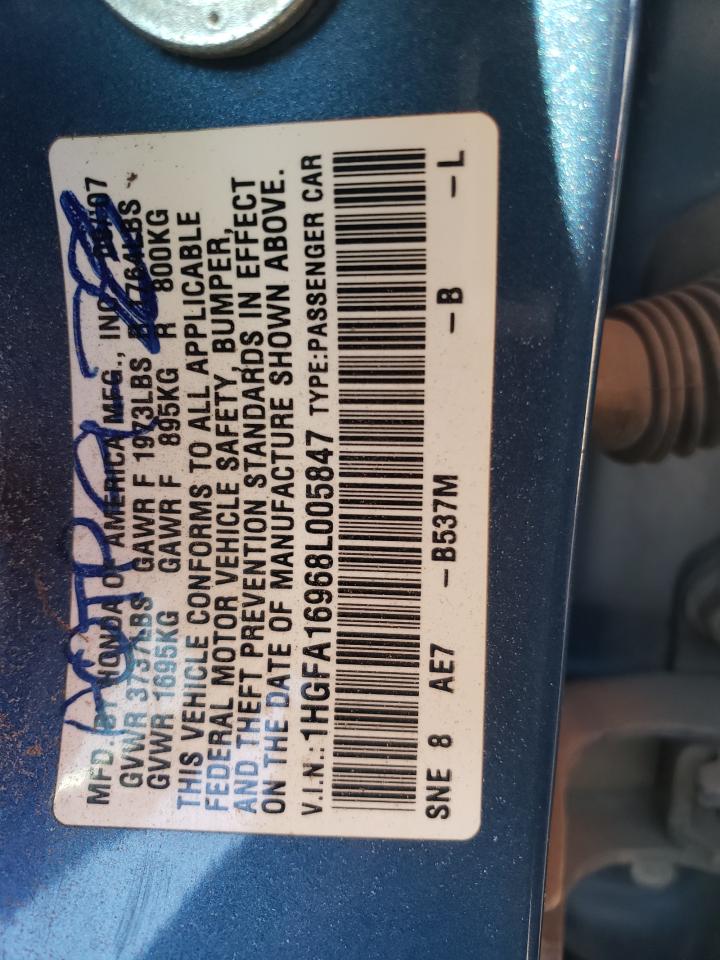 MFD. BY HONDA OF AMERICA MFG., INC. /07
GVWR 3737LBS GAWR F 1973LBS R 1764LBS
GVWR 1695KG GAWR F 895KG R 800KG
THIS VEHICLE CONFORMS TO ALL APPLICABLE
FEDERAL MOTOR VEHICLE SAFETY, BUMPER,
AND THEFT PREVENTION STANDARDS IN EFFECT
ON THE DATE OF MANUFACTURE SHOWN ABOVE.
V.I.N.: 1HGFA16968L005847 TYPE:PASSENGER CAR
SNE 8 AE7 -B537M -B -L